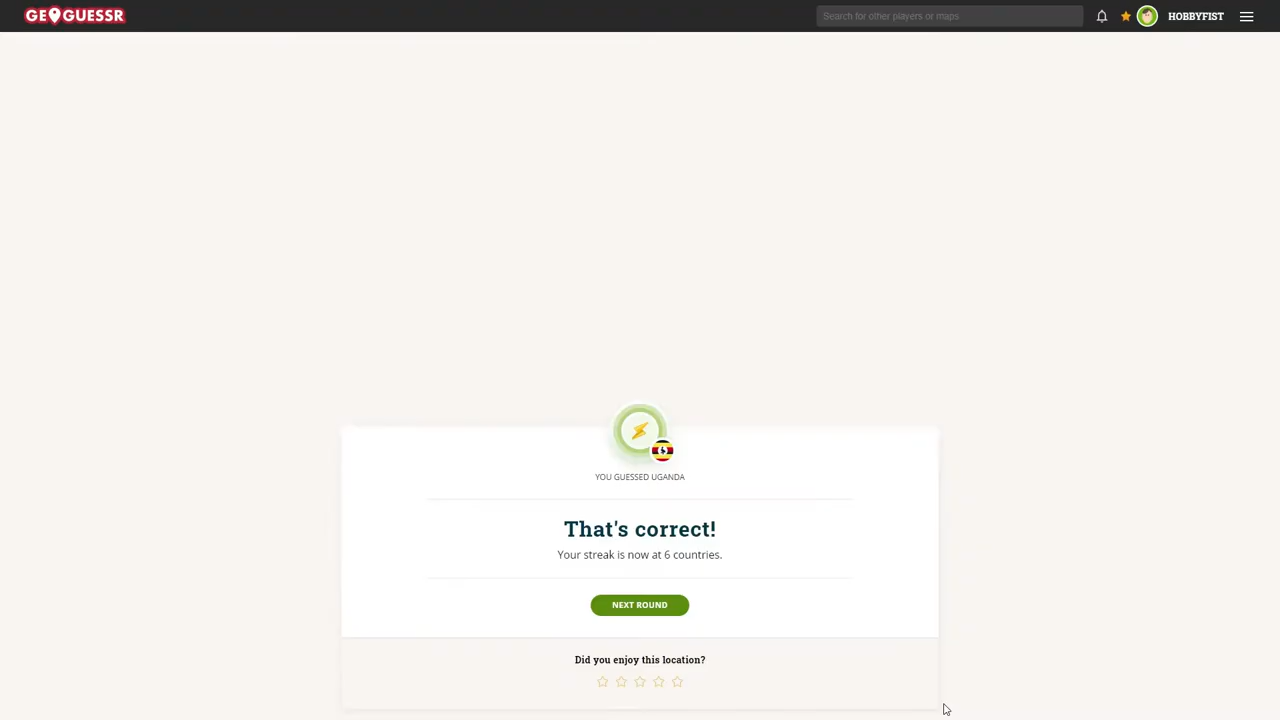 GEOGUESSR
Search for other players or maps
HOBBYFIST
YOU GUESSED UGANDA
That's correct!
Your streak is now at 6 countries.
NEXT ROUND
Did you enjoy this location?